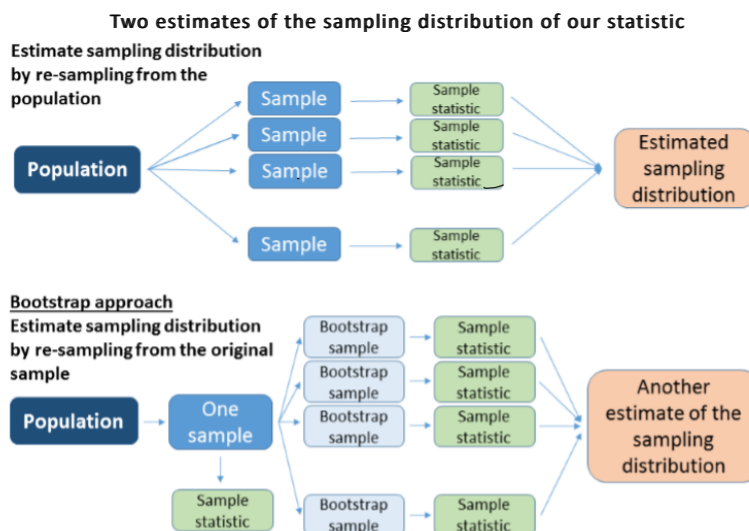 Two estimates of the sampling distribution of our statistic
Estimate sampling distribution
by re-sampling from the
population
Population
Sample
Sample
statistic
Sample
Sample
statistic
Sample
Sample
statistic
Sample
Sample
statistic
Estimated
sampling
distribution
Bootstrap approach
Estimate sampling distribution
by re-sampling from the original
sample
Population
One
sample
Sample
statistic
Bootstrap
sample
Sample
statistic
Bootstrap
sample
Sample
statistic
Bootstrap
sample
Sample
statistic
Bootstrap
sample
Sample
statistic
Another
estimate of the
sampling
distribution